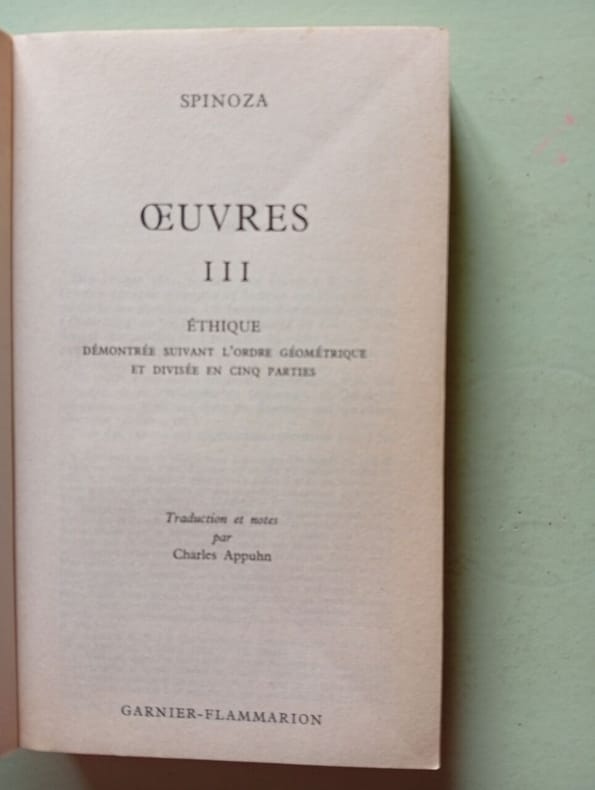 SPINOZA
ŒUVRES
III
ÉTHIQUE
DÉMONTRÉE SUIVANT L'ORDRE GÉOMÉTRIQUE
ET DIVISÉE EN CINQ PARTIES
Traduction et notes
par
Charles Appuhn
GARNIER-FLAMMARION